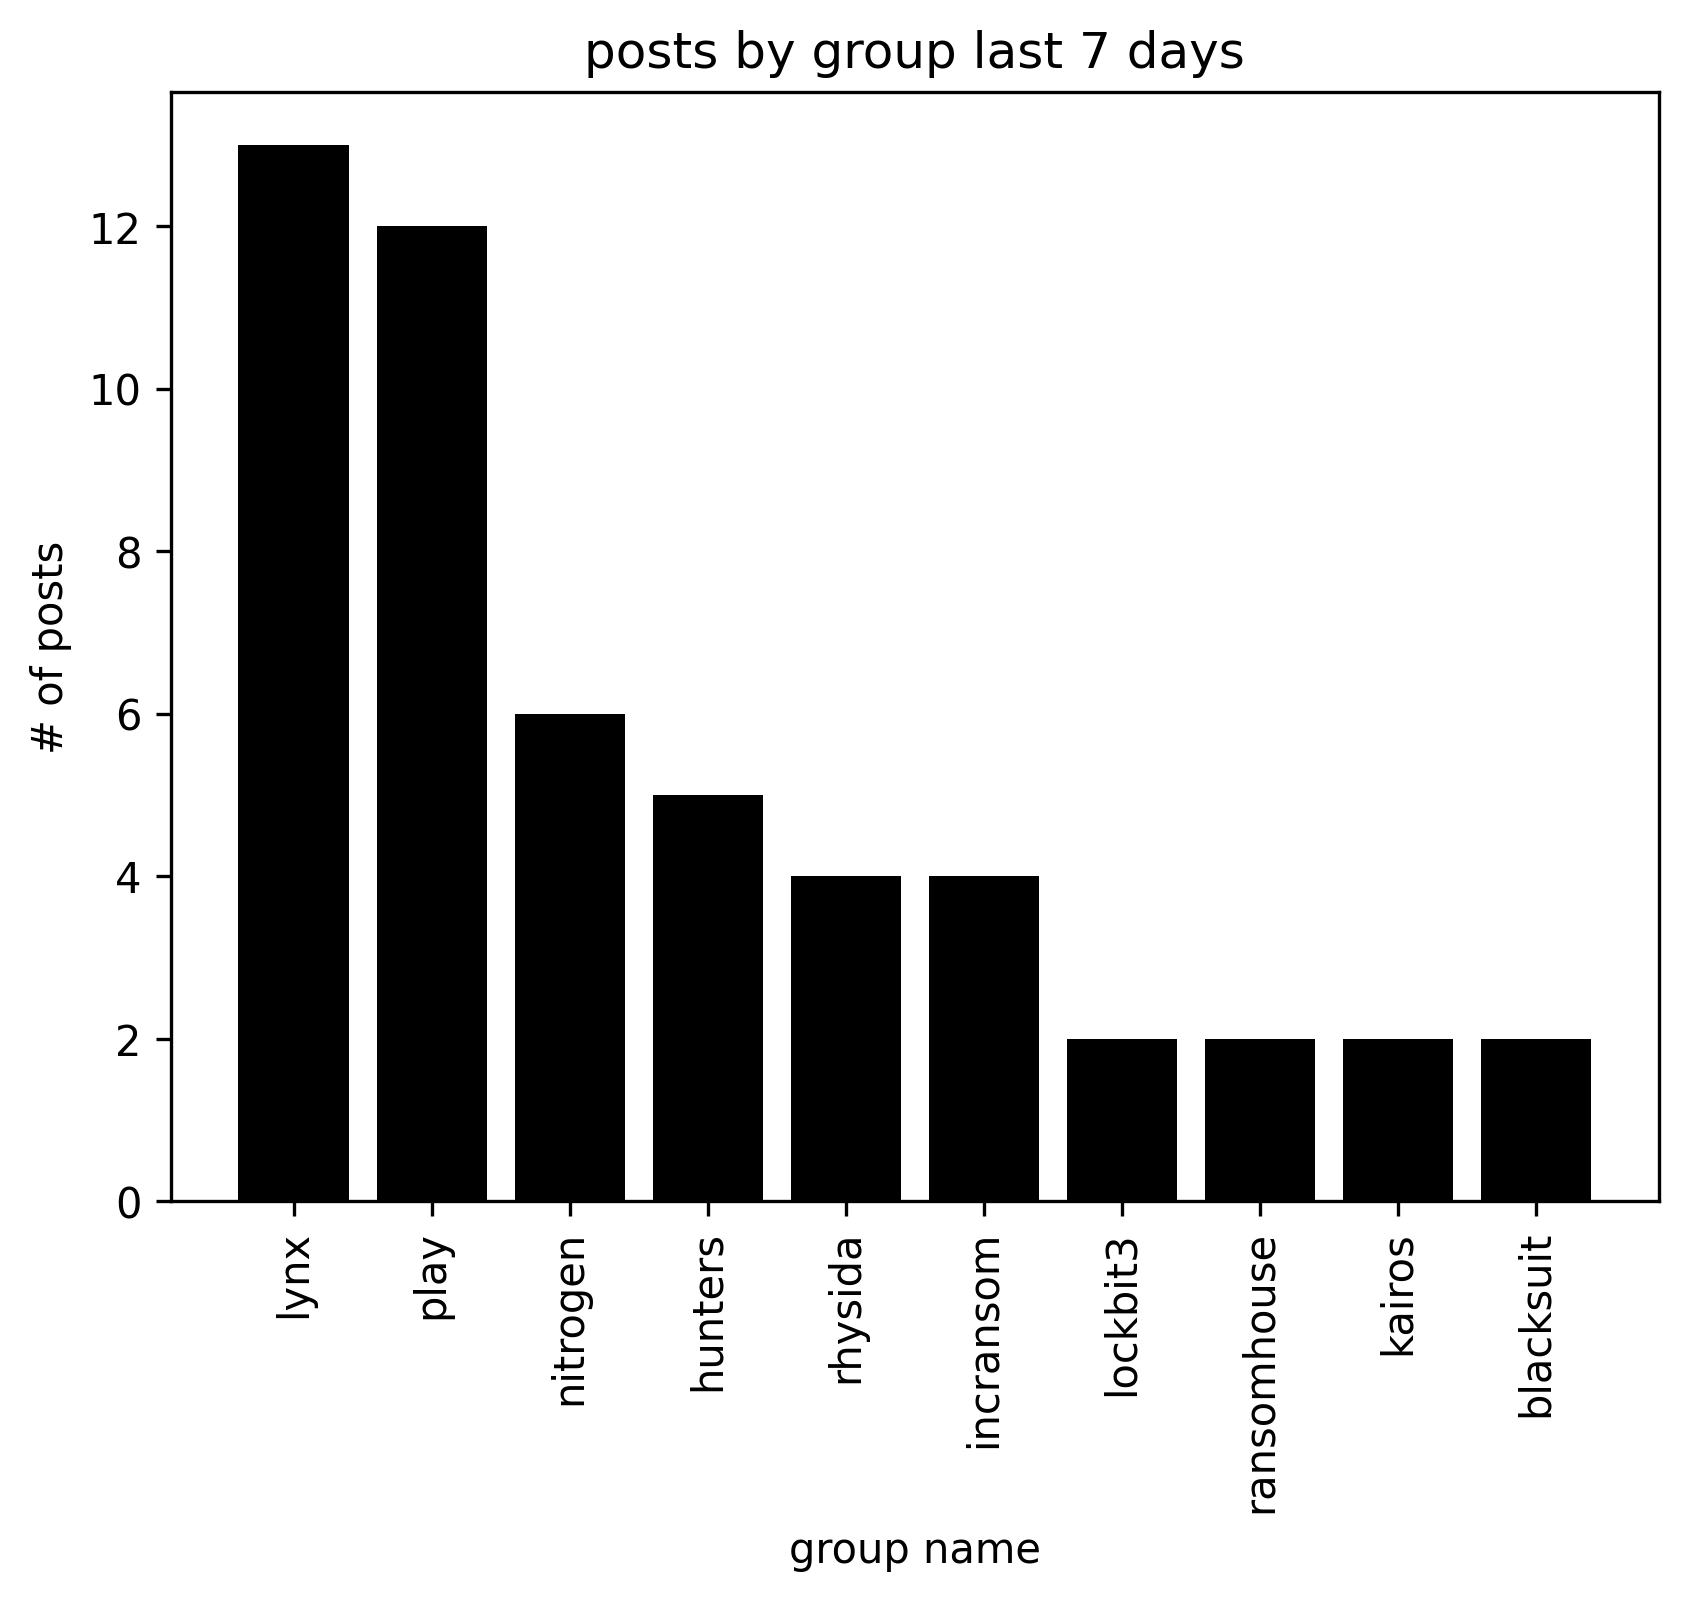 posts by group last 7 days
# of posts
12
10
8
6
4
2
0
lynx
play
nitrogen
hunters
rhysida
incransom
lockbit3
ransomhouse
kairos
blacksuit
group name